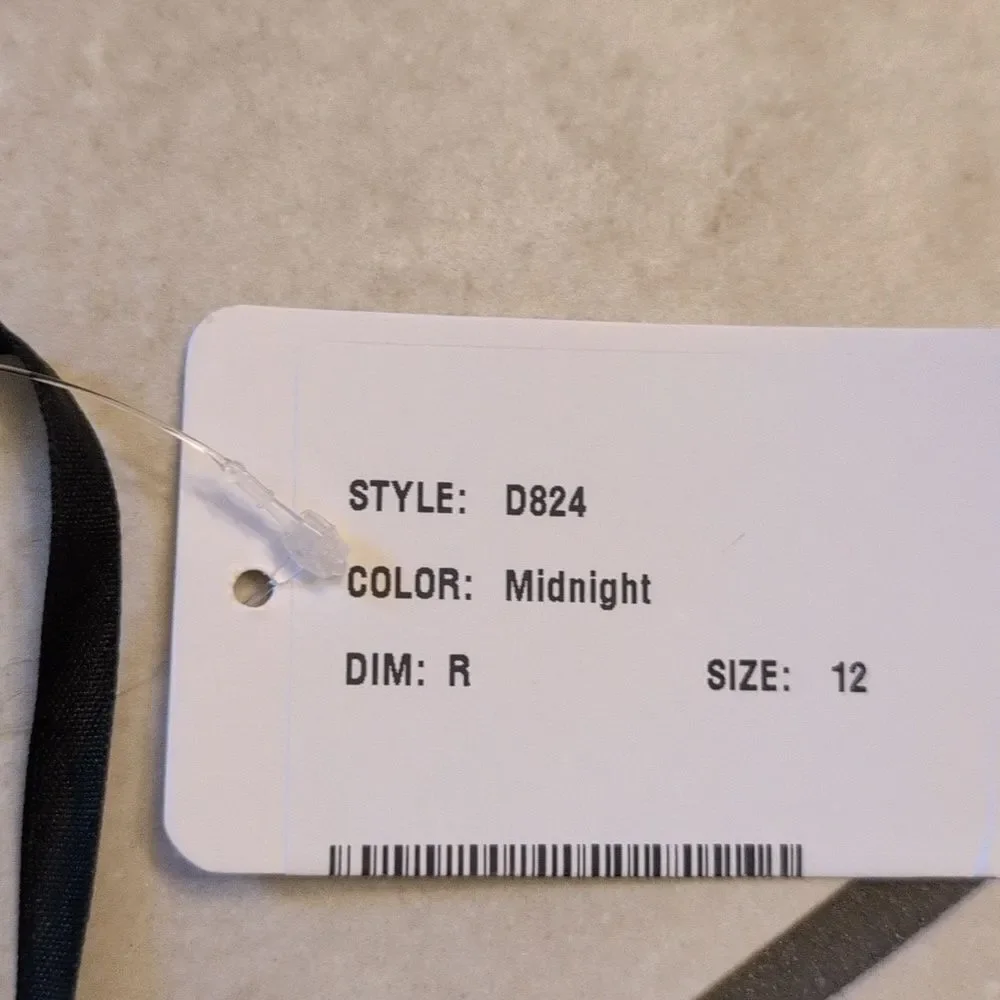 STYLE: D824
COLOR: Midnight
DIM: R SIZE: 12